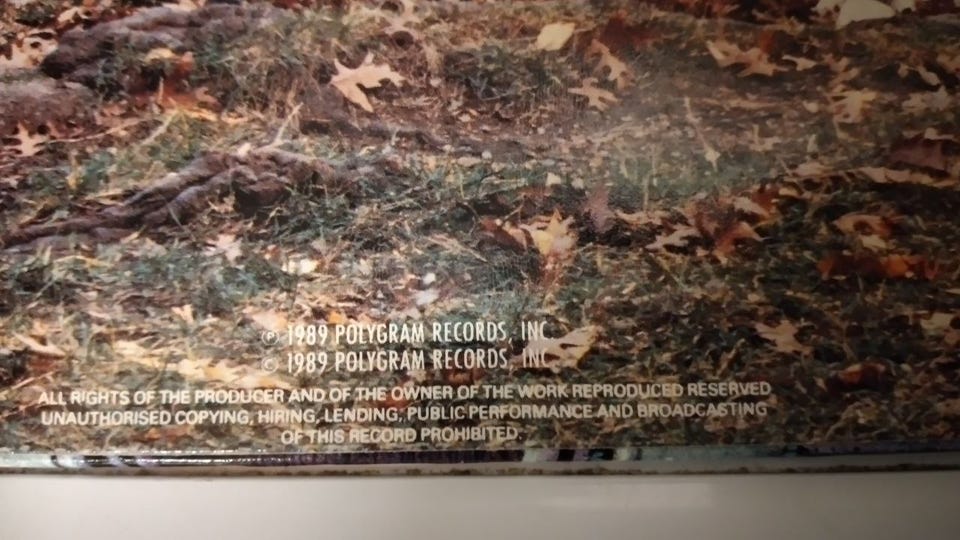 ℗ 1989 POLYGRAM RECORDS, INC
© 1989 POLYGRAM RECORDS, INC
ALL RIGHTS OF THE PRODUCER AND OF THE OWNER OF THE WORK REPRODUCED RESERVED
UNAUTHORISED COPYING, HIRING, LENDING, PUBLIC PERFORMANCE AND BROADCASTING
OF THIS RECORD PROHIBITED.